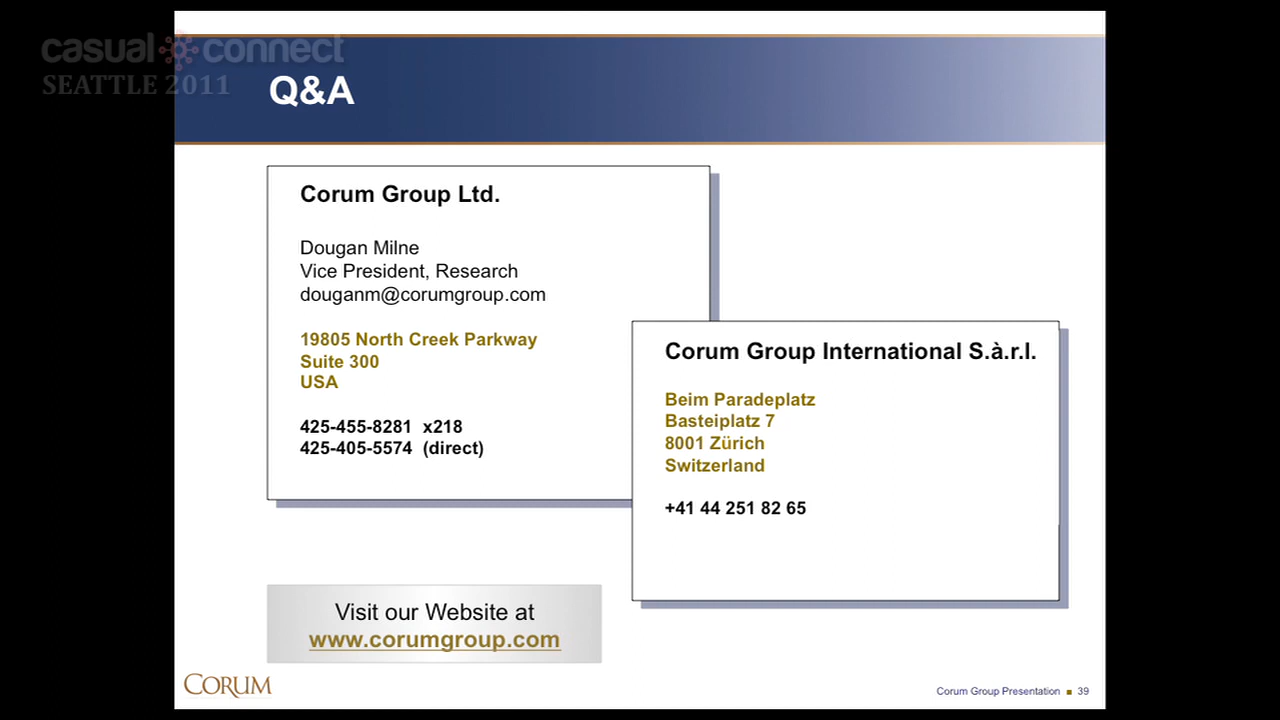 casual connect
SEATTLE 2011
Q&A
Corum Group Ltd.
Dougan Milne
Vice President, Research
douganm@corumgroup.com
19805 North Creek Parkway
Suite 300
USA
425-455-8281 x218
425-405-5574 (direct)
Corum Group International S.à.r.l.
Beim Paradeplatz
Basteiplatz 7
8001 Zürich
Switzerland
+41 44 251 82 65
Visit our Website at
www.corumgroup.com
CORUM
Corum Group Presentation ■ 39